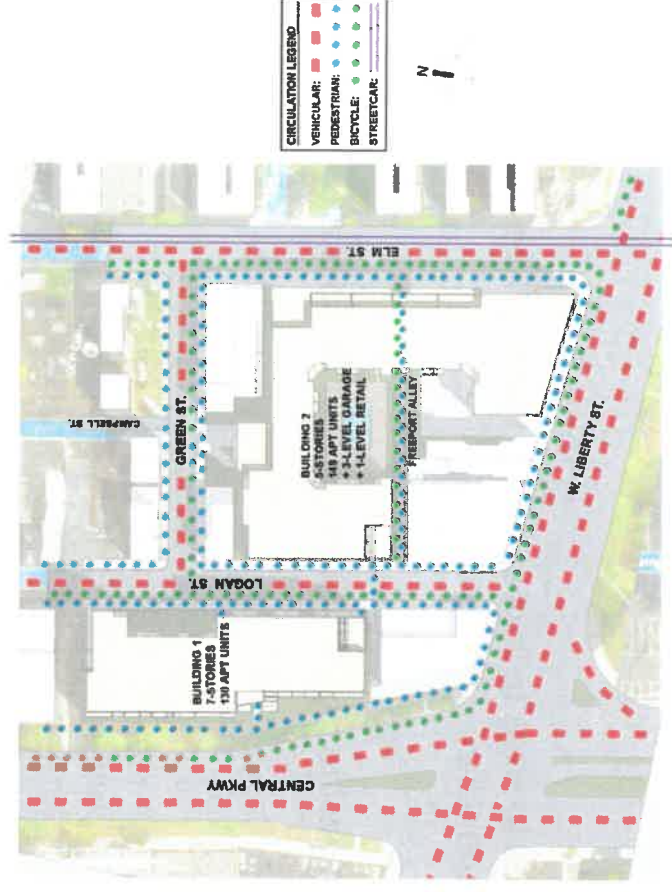 CIRCULATION LEGEND
VEHICULAR:
PEDESTRIAN:
BICYCLE:
STREETCAR:
N
ELM ST.
CAMPBELL ST.
GREEN ST.
BUILDING 2
5-STORIES
149 APT UNITS
+ 3-LEVEL GARAGE
+ 1-LEVEL RETAIL
FREEPORT ALLEY
W. LIBERTY ST.
LOGAN ST.
BUILDING 1
7-STORIES
130 APT UNITS
CENTRAL PKWY